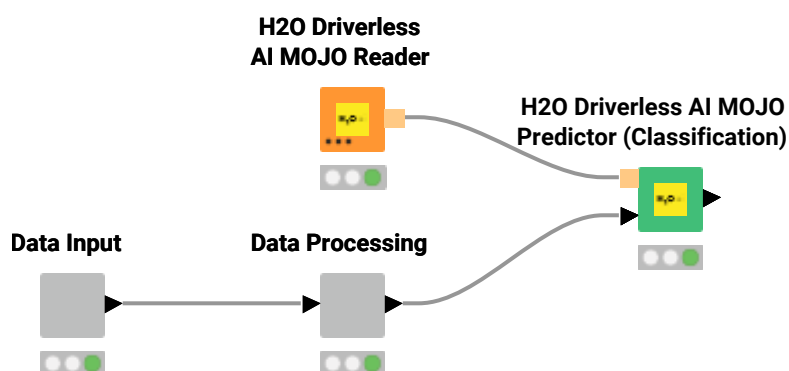 H2O Driverless
AI MOJO Reader
H2O Driverless AI MOJO
Predictor (Classification)
Data Input
Data Processing